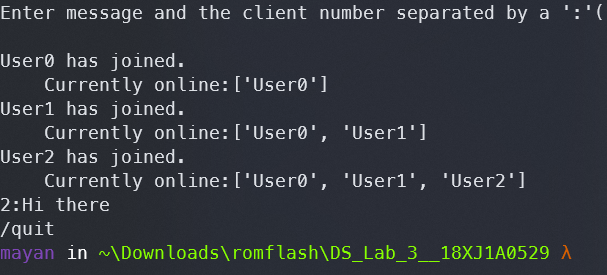 Enter message and the client number separated by a ':'(
User0 has joined.
Currently online:['User0']
User1 has joined.
Currently online:['User0', 'User1']
User2 has joined.
Currently online:['User0', 'User1', 'User2']
2:Hi there
/quit
mayan in ~\Downloads\romflash\DS_Lab_3__18XJ1A0529 λ